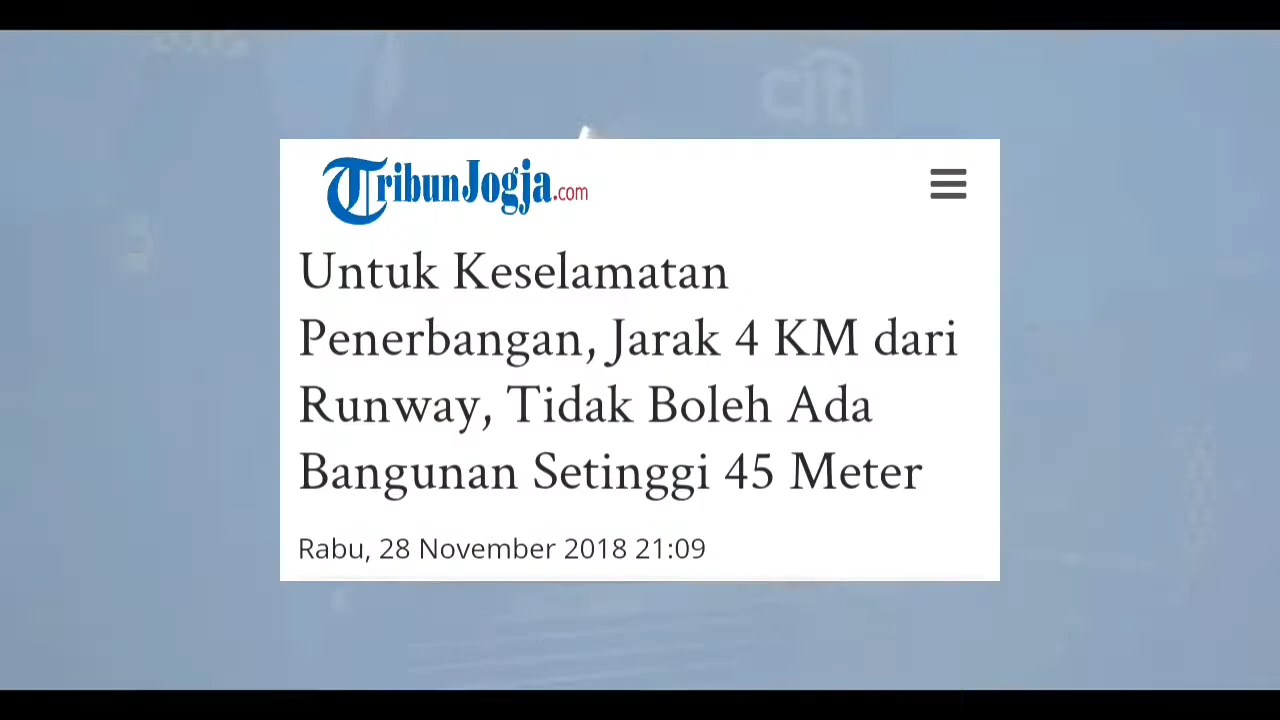 citi
TribunJogja.com
Untuk Keselamatan
Penerbangan, Jarak 4 KM dari
Runway, Tidak Boleh Ada
Bangunan Setinggi 45 Meter
Rabu, 28 November 2018 21:09